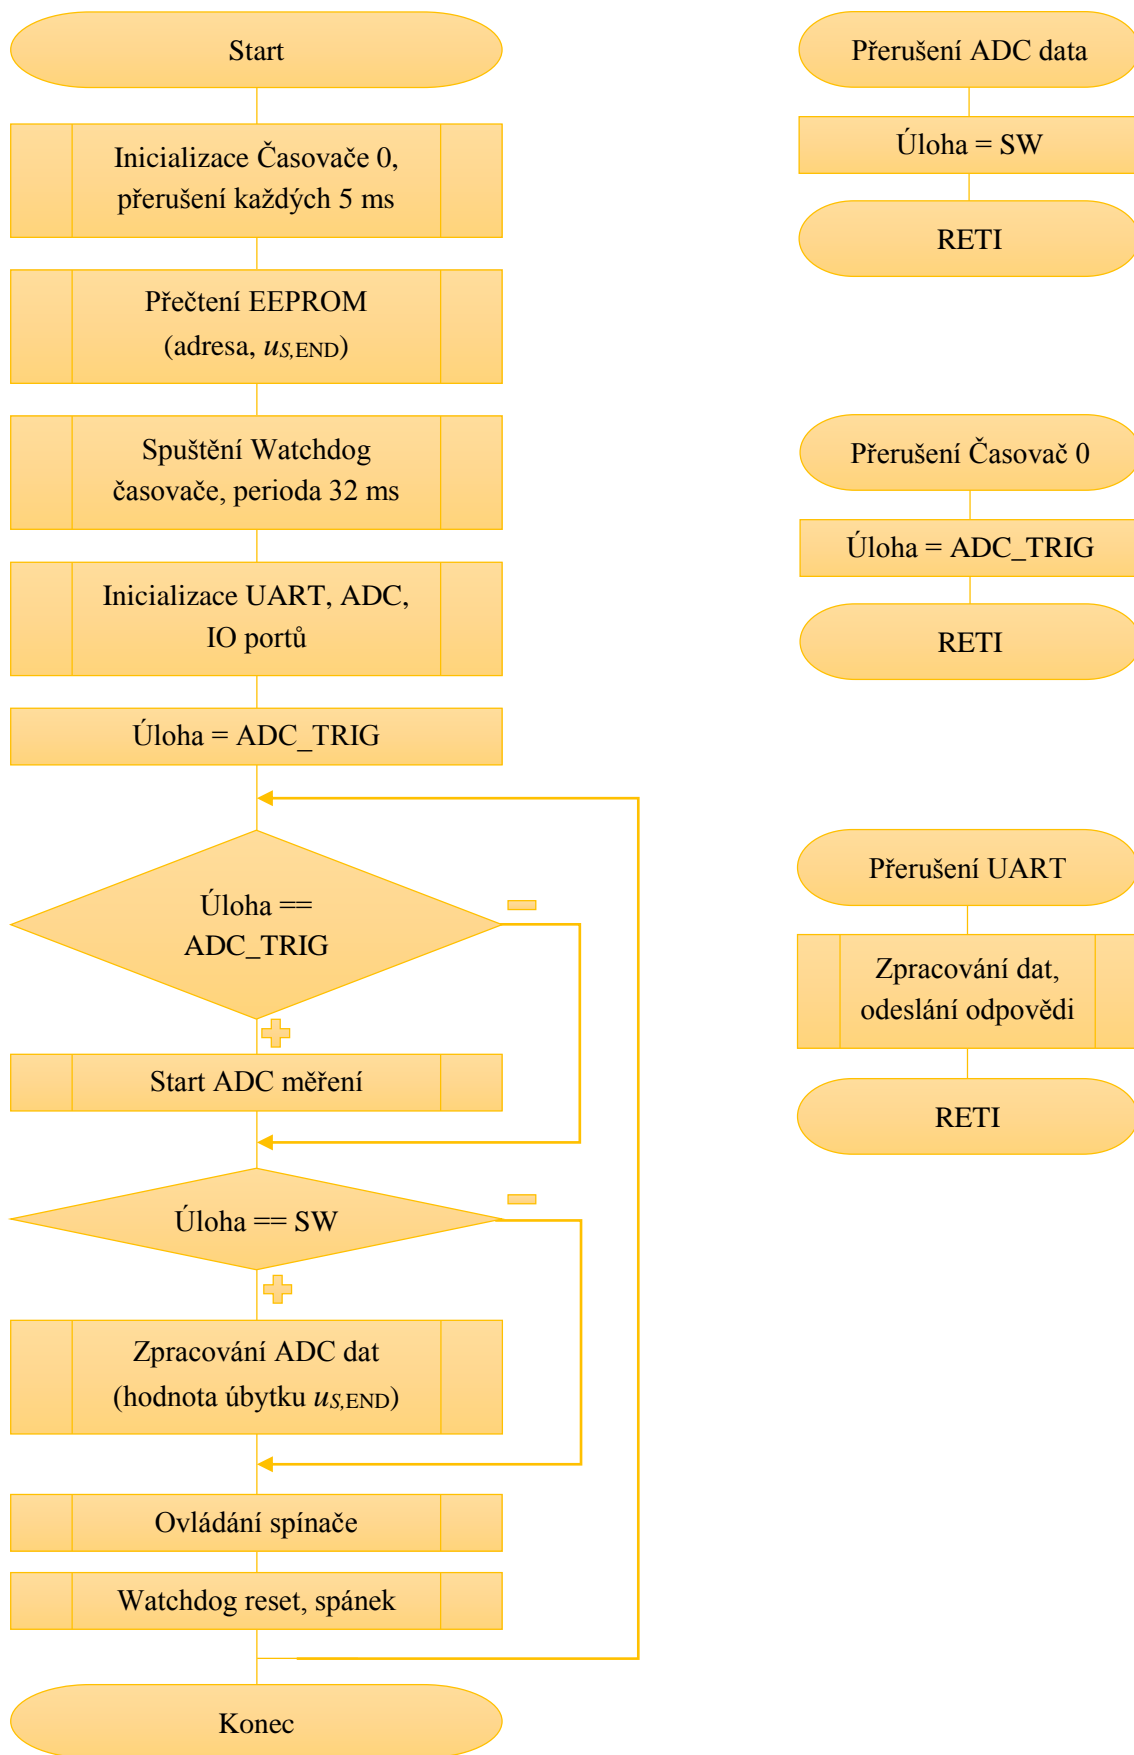 Start
Inicializace Časovače 0,
přerušení každých 5 ms
Přečtení EEPROM
(adresa, uS,END)
Spuštění Watchdog
časovače, perioda 32 ms
Inicializace UART, ADC,
IO portů
Úloha = ADC_TRIG
Úloha ==
ADC_TRIG
Start ADC měření
Úloha == SW
Zpracování ADC dat
(hodnota úbytku uS,END)
Ovládání spínače
Watchdog reset, spánek
Konec
Přerušení ADC data
Úloha = SW
RETI
Přerušení Časovač 0
Úloha = ADC_TRIG
RETI
Přerušení UART
Zpracování dat,
odeslání odpovědi
RETI